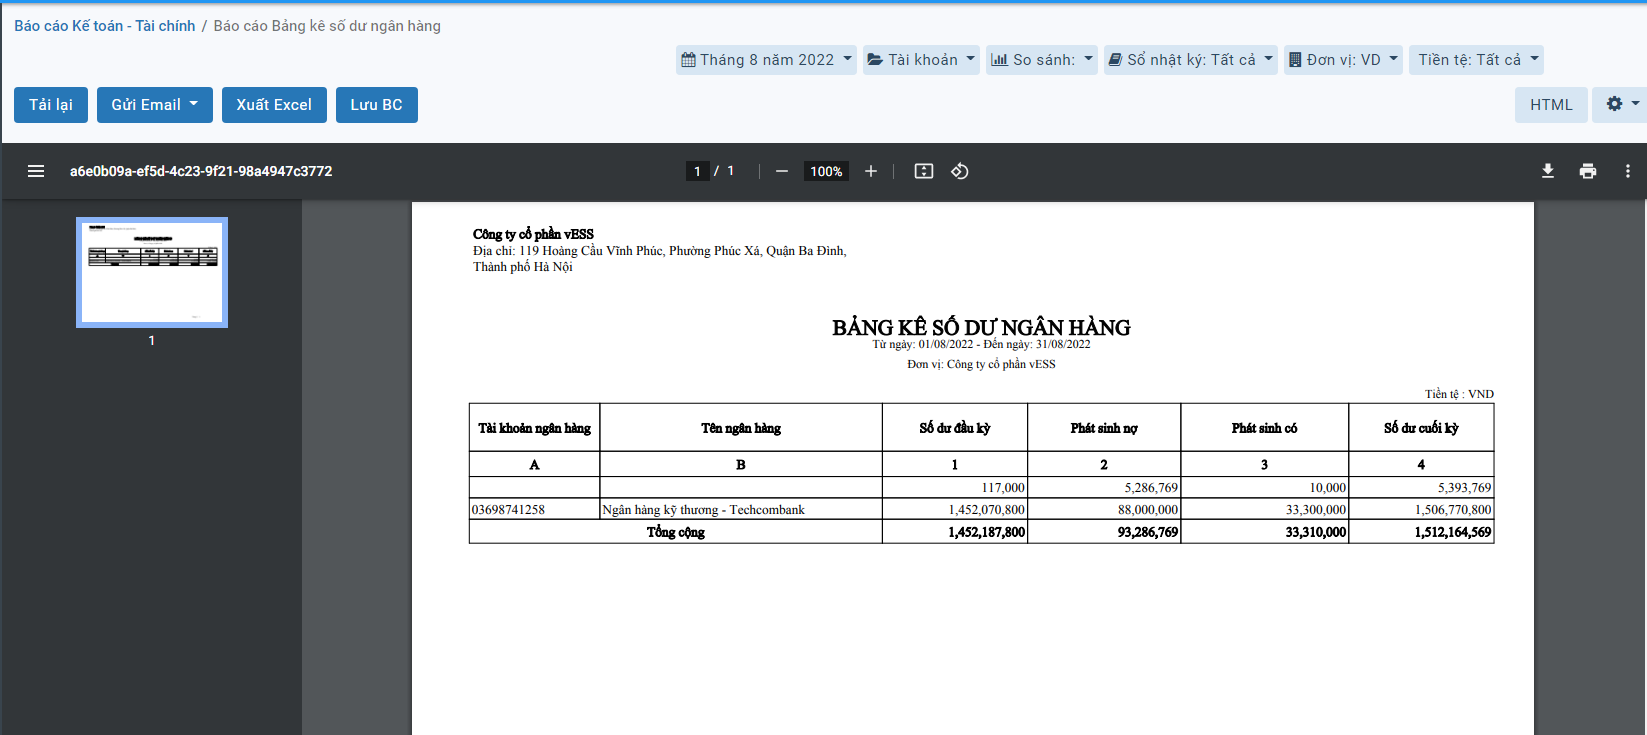 Báo cáo Kế toán - Tài chính / Báo cáo Bảng kê số dư ngân hàng
Tháng 8 năm 2022 Tài khoản So sánh: Sổ nhật ký: Tất cả Đơn vị: VD Tiền tệ: Tất cả
Tải lại Gửi Email Xuất Excel Lưu BC HTML
a6e0b09a-ef5d-4c23-9f21-98a4947c3772 1 / 1 100%
1
Công ty cổ phần vESS
Địa chỉ: 119 Hoàng Cầu Vĩnh Phúc, Phường Phúc Xá, Quận Ba Đình,
Thành phố Hà Nội
BẢNG KÊ SỐ DƯ NGÂN HÀNG
Từ ngày: 01/08/2022 - Đến ngày: 31/08/2022
Đơn vị: Công ty cổ phần vESS
Tiền tệ : VND
Tài khoản ngân hàng Tên ngân hàng Số dư đầu kỳ Phát sinh nợ Phát sinh có Số dư cuối kỳ
A B 1 2 3 4
117,000 5,286,769 10,000 5,393,769
03698741258 Ngân hàng kỹ thương - Techcombank 1,452,070,800 88,000,000 33,300,000 1,506,770,800
Tổng cộng 1,452,187,800 93,286,769 33,310,000 1,512,164,569